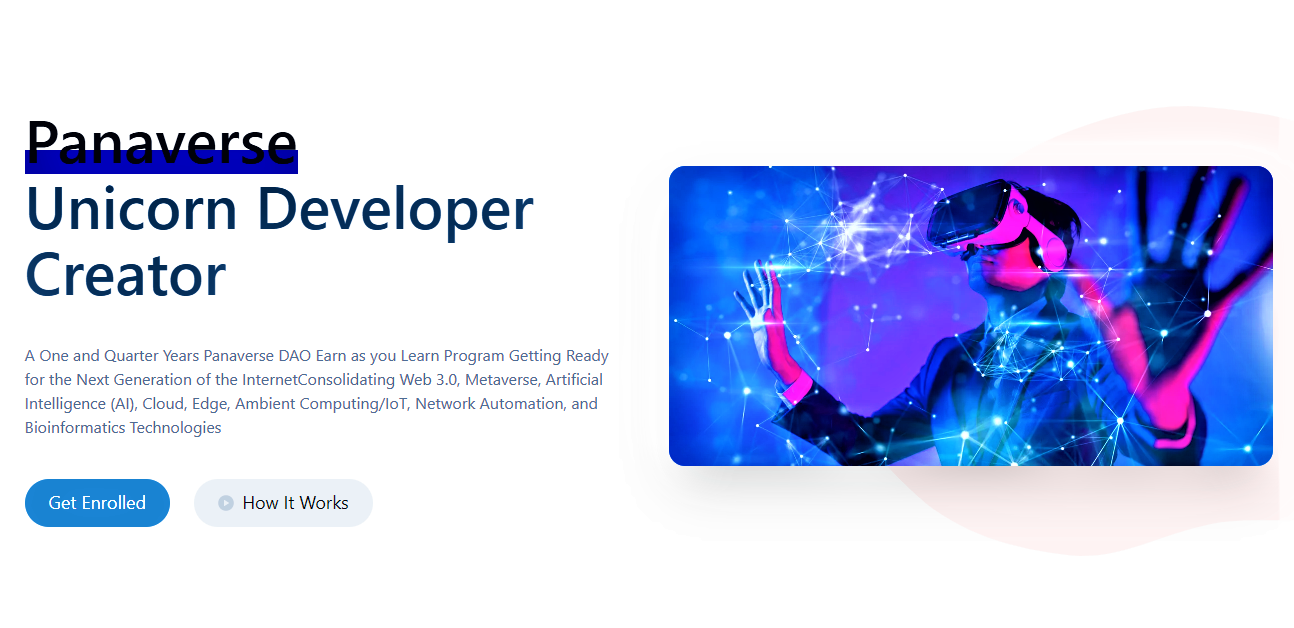 Panaverse
Unicorn Developer
Creator
A One and Quarter Years Panaverse DAO Earn as you Learn Program Getting Ready
for the Next Generation of the InternetConsolidating Web 3.0, Metaverse, Artificial
Intelligence (AI), Cloud, Edge, Ambient Computing/IoT, Network Automation, and
Bioinformatics Technologies
Get Enrolled
How It Works